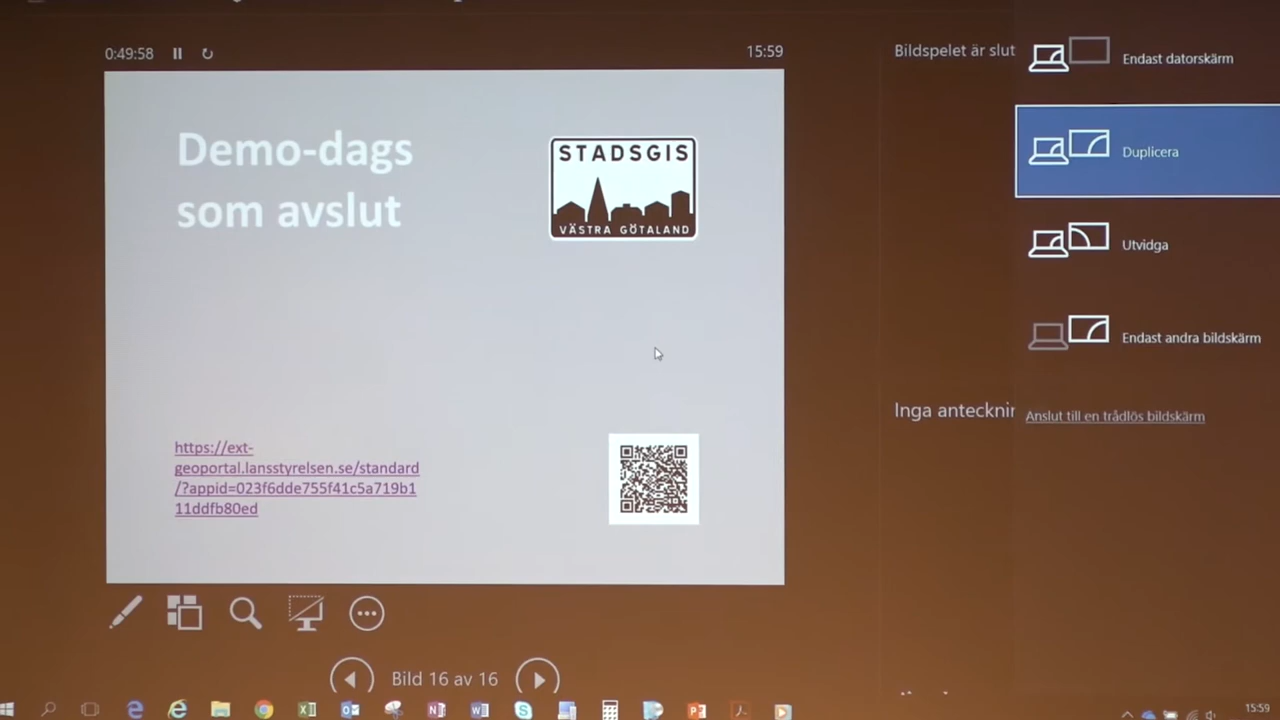 0:49:58
15:59
Demo-dags
som avslut
STADSGIS
VÄSTRA GÖTALAND
https://ext-
geoportal.lansstyrelsen.se/standard
/?appid=023f6dde755f41c5a719b1
11ddfb80ed
Bild 16 av 16
Bildspelet är slut
Inga anteckni
Endast datorskärm
Duplicera
Utvidga
Endast andra bildskärm
Anslut till en trådlös bildskärm
15:59